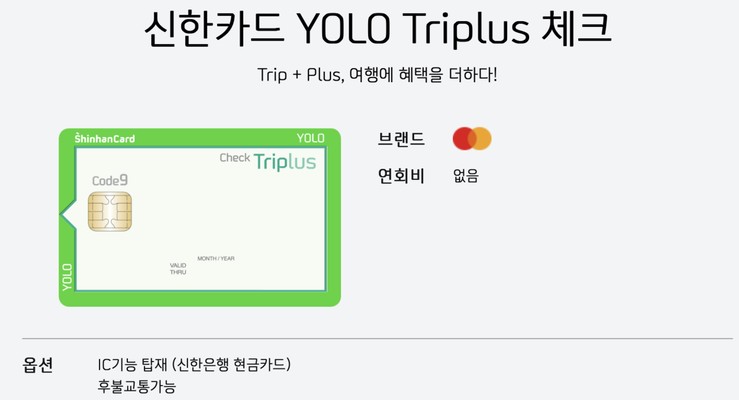 신한카드 YOLO Triplus 체크
Trip + Plus, 여행에 혜택을 더하다!
ShinhanCard YOLO
Check Triplus
Code9
MONTH / YEAR
VALID
THRU
YOLO
브랜드
연회비 없음
옵션 IC기능 탑재 (신한은행 현금카드)
후불교통가능